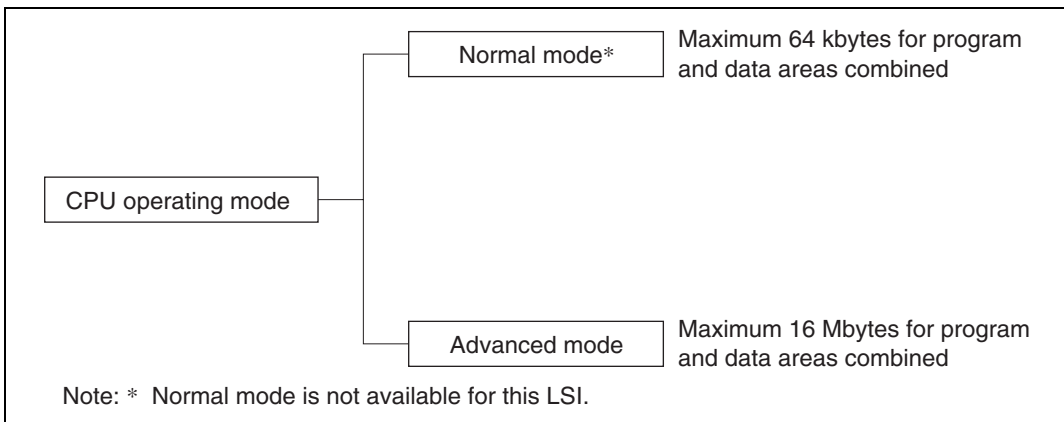 Normal mode*
Maximum 64 kbytes for program
and data areas combined
CPU operating mode
Advanced mode
Maximum 16 Mbytes for program
and data areas combined
Note: * Normal mode is not available for this LSI.